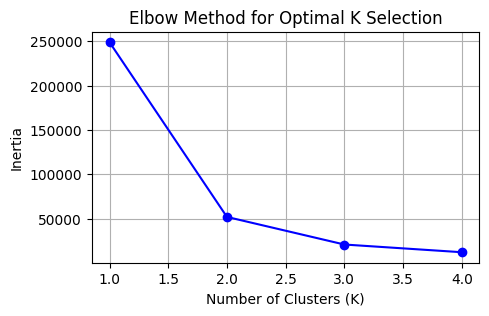 Elbow Method for Optimal K Selection
250000
200000
150000
100000
50000
Inertia
1.0 1.5 2.0 2.5 3.0 3.5 4.0
Number of Clusters (K)